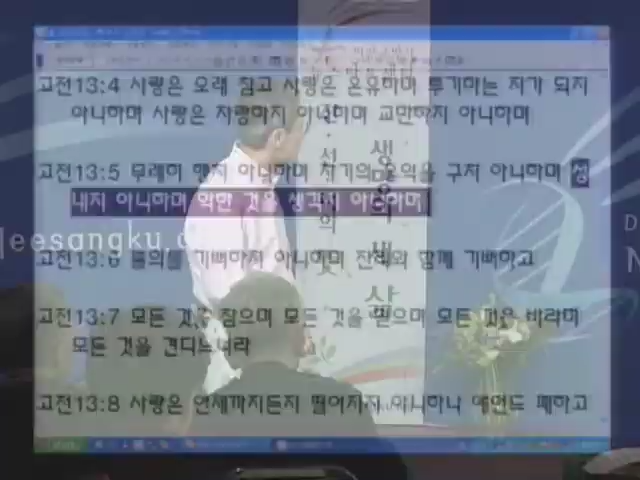 고전13:4 사랑은 오래 참고 사랑은 온유하며 투기하는 자가 되지
아니하며 사랑은 자랑하지 아니하며 교만하지 아니하며
고전13:5 무례히 행치 아니하며 자기의 유익을 구치 아니하며 성
내지 아니하며 악한 것을 생각지 아니하며
leesangku.
고전13:6 불의를 기뻐하지 아니하며 진리와 함께 기뻐하고
고전13:7 모든 것을 참으며 모든 것을 믿으며 모든 것을 바라며
모든 것을 견디느니라
고전13:8 사랑은 언제까지든지 떨어지지 아니하나 예언도 폐하고
생
새
삶
D
N